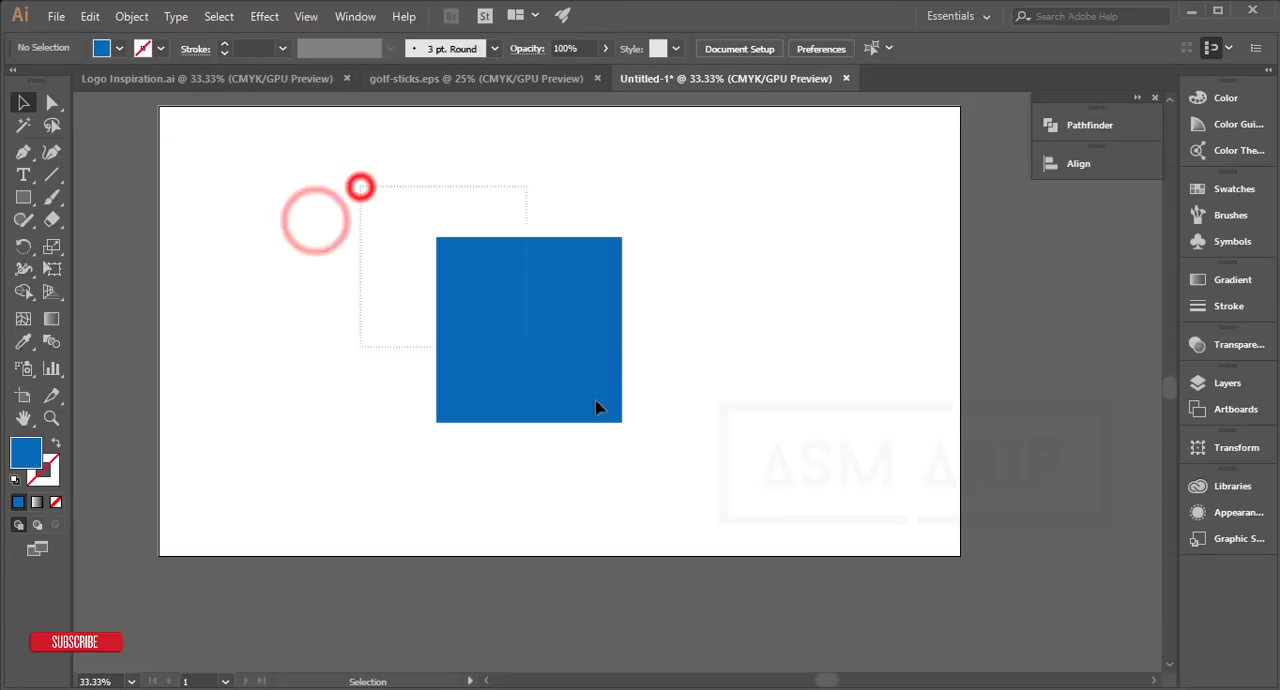 Ai File Edit Object Type Select Effect View Window Help Br St Essentials Search Adobe Help
No Selection Stroke: 3 pt. Round Opacity: 100% Style: Document Setup Preferences
Logo Inspiration.ai @ 33.33% (CMYK/GPU Preview) × golf-sticks.eps @ 25% (CMYK/GPU Preview) × Untitled-1* @ 33.33% (CMYK/GPU Preview) ×
Pathfinder
Align
Color
Color Gui...
Color The...
Swatches
Brushes
Symbols
Gradient
Stroke
Transpare...
Layers
Artboards
Transform
Libraries
Appearan...
Graphic S...
ASM
SUBSCRIBE
33.33% 1 Selection